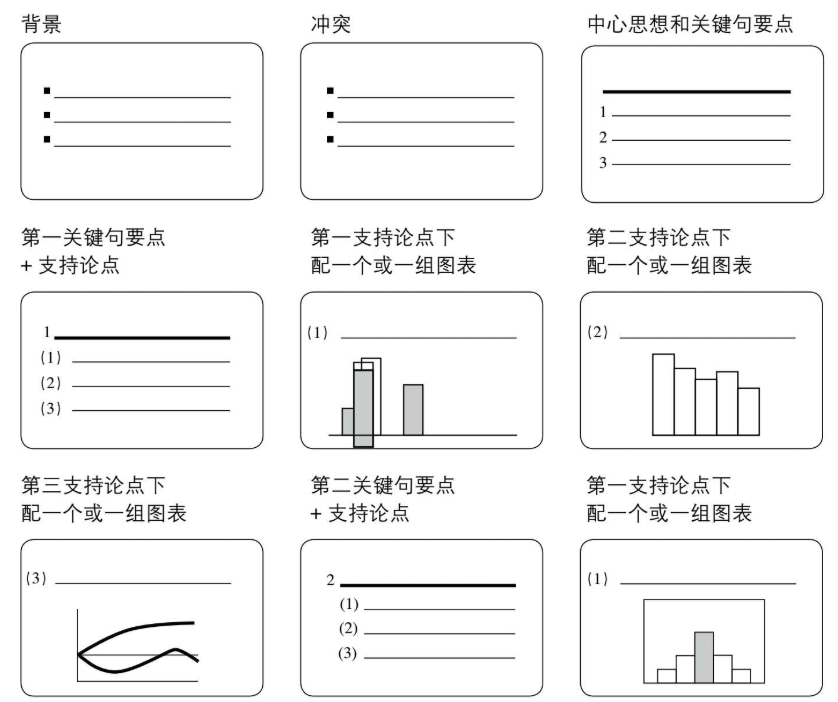 背景
冲突
中心思想和关键句要点
1
2
3
第一关键句要点
+ 支持论点
第一支持论点下
配一个或一组图表
第二支持论点下
配一个或一组图表
1
(1)
(2)
(3)
(1)
(2)
第三支持论点下
配一个或一组图表
第二关键句要点
+ 支持论点
第一支持论点下
配一个或一组图表
(3)
2
(1)
(2)
(3)
(1)